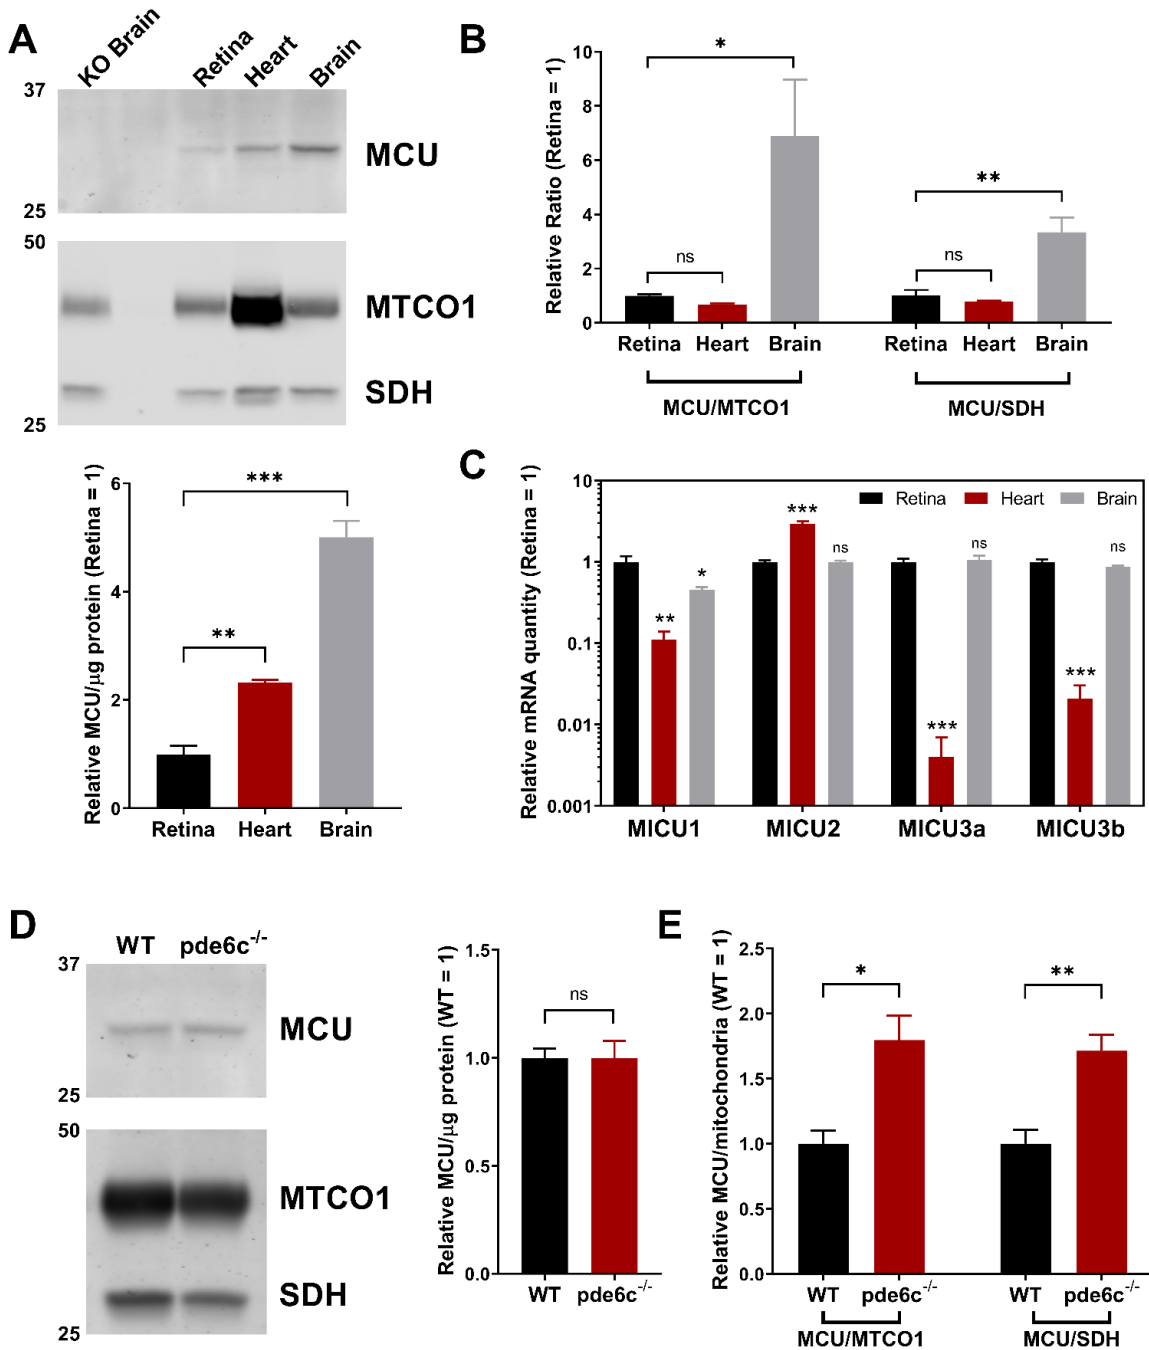 A
KO Brain
Retina
Heart
Brain
37
MCU
25
50
MTCO1
SDH
25
Relative MCU/μg protein (Retina = 1)
6
4
2
0
***
**
Retina Heart Brain
B
Relative Ratio (Retina = 1)
10
8
6
4
2
0
*
ns
**
ns
Retina Heart Brain Retina Heart Brain
MCU/MTCO1 MCU/SDH
C
Relative mRNA quantity (Retina = 1)
10
1
0.1
0.01
0.001
Retina Heart Brain
** * *** ns *** ns *** ns
MICU1 MICU2 MICU3a MICU3b
D
WT pde6c-/-
37
MCU
25
50
MTCO1
SDH
25
Relative MCU/μg protein (WT = 1)
1.5
1.0
0.5
0.0
ns
WT pde6c-/-
E
Relative MCU/mitochondria (WT = 1)
2.5
2.0
1.5
1.0
0.5
0.0
* **
WT pde6c-/- WT pde6c-/-
MCU/MTCO1 MCU/SDH